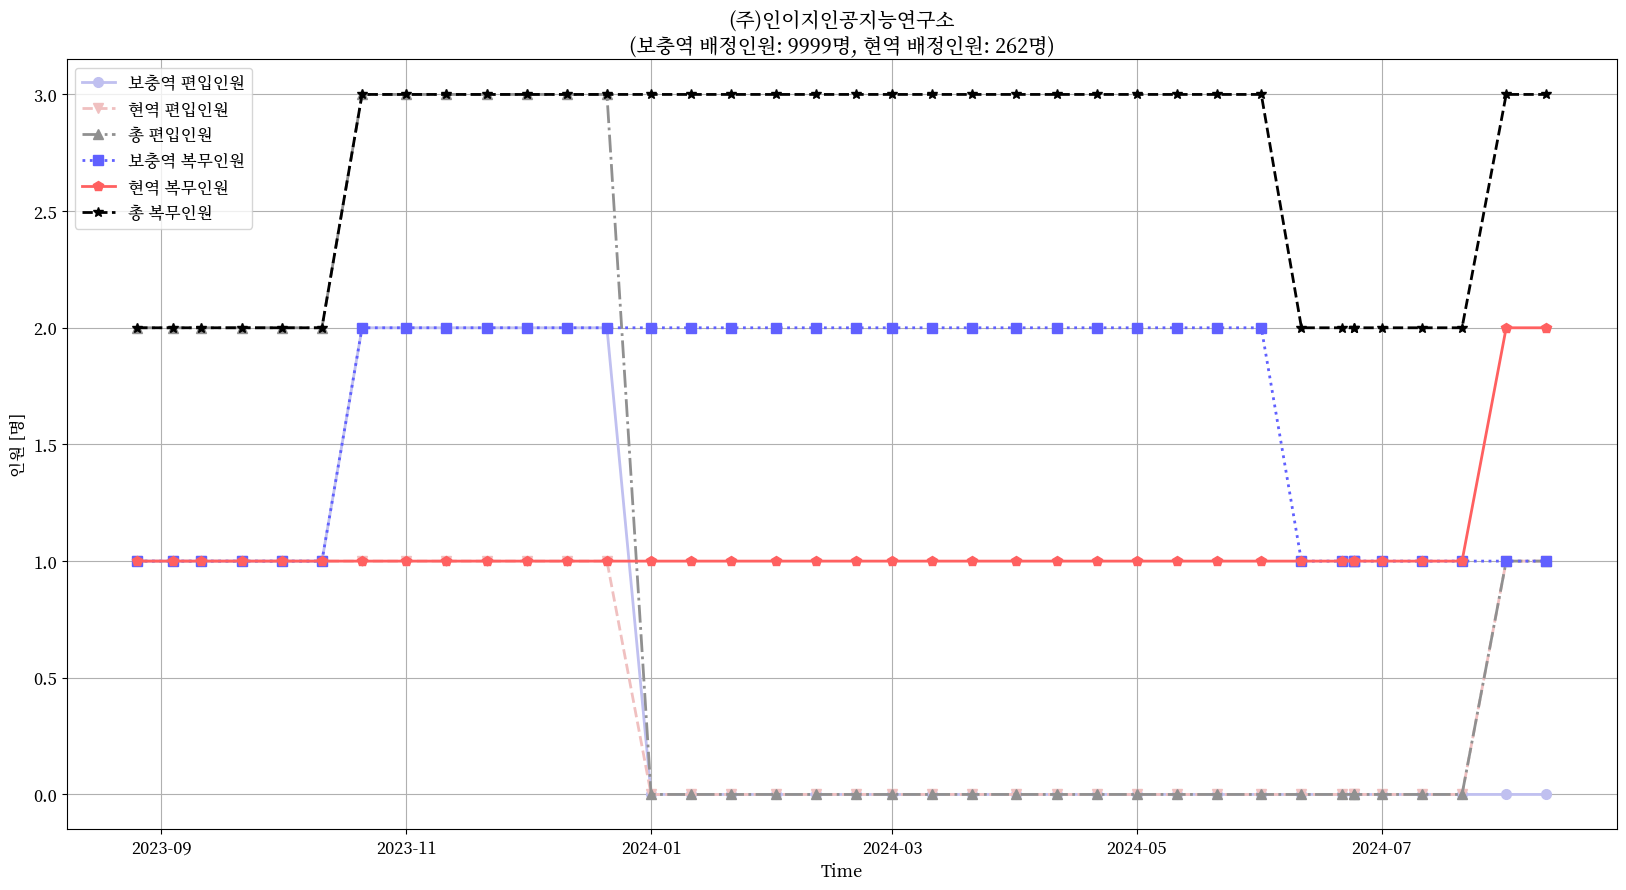 (주)인이지인공지능연구소
(보충역 배정인원: 9999명, 현역 배정인원: 262명)
보충역 편입인원
현역 편입인원
총 편입인원
보충역 복무인원
현역 복무인원
총 복무인원
3.0
2.5
2.0
1.5
1.0
0.5
0.0
인원 [명]
2023-09
2023-11
2024-01
2024-03
2024-05
2024-07
Time